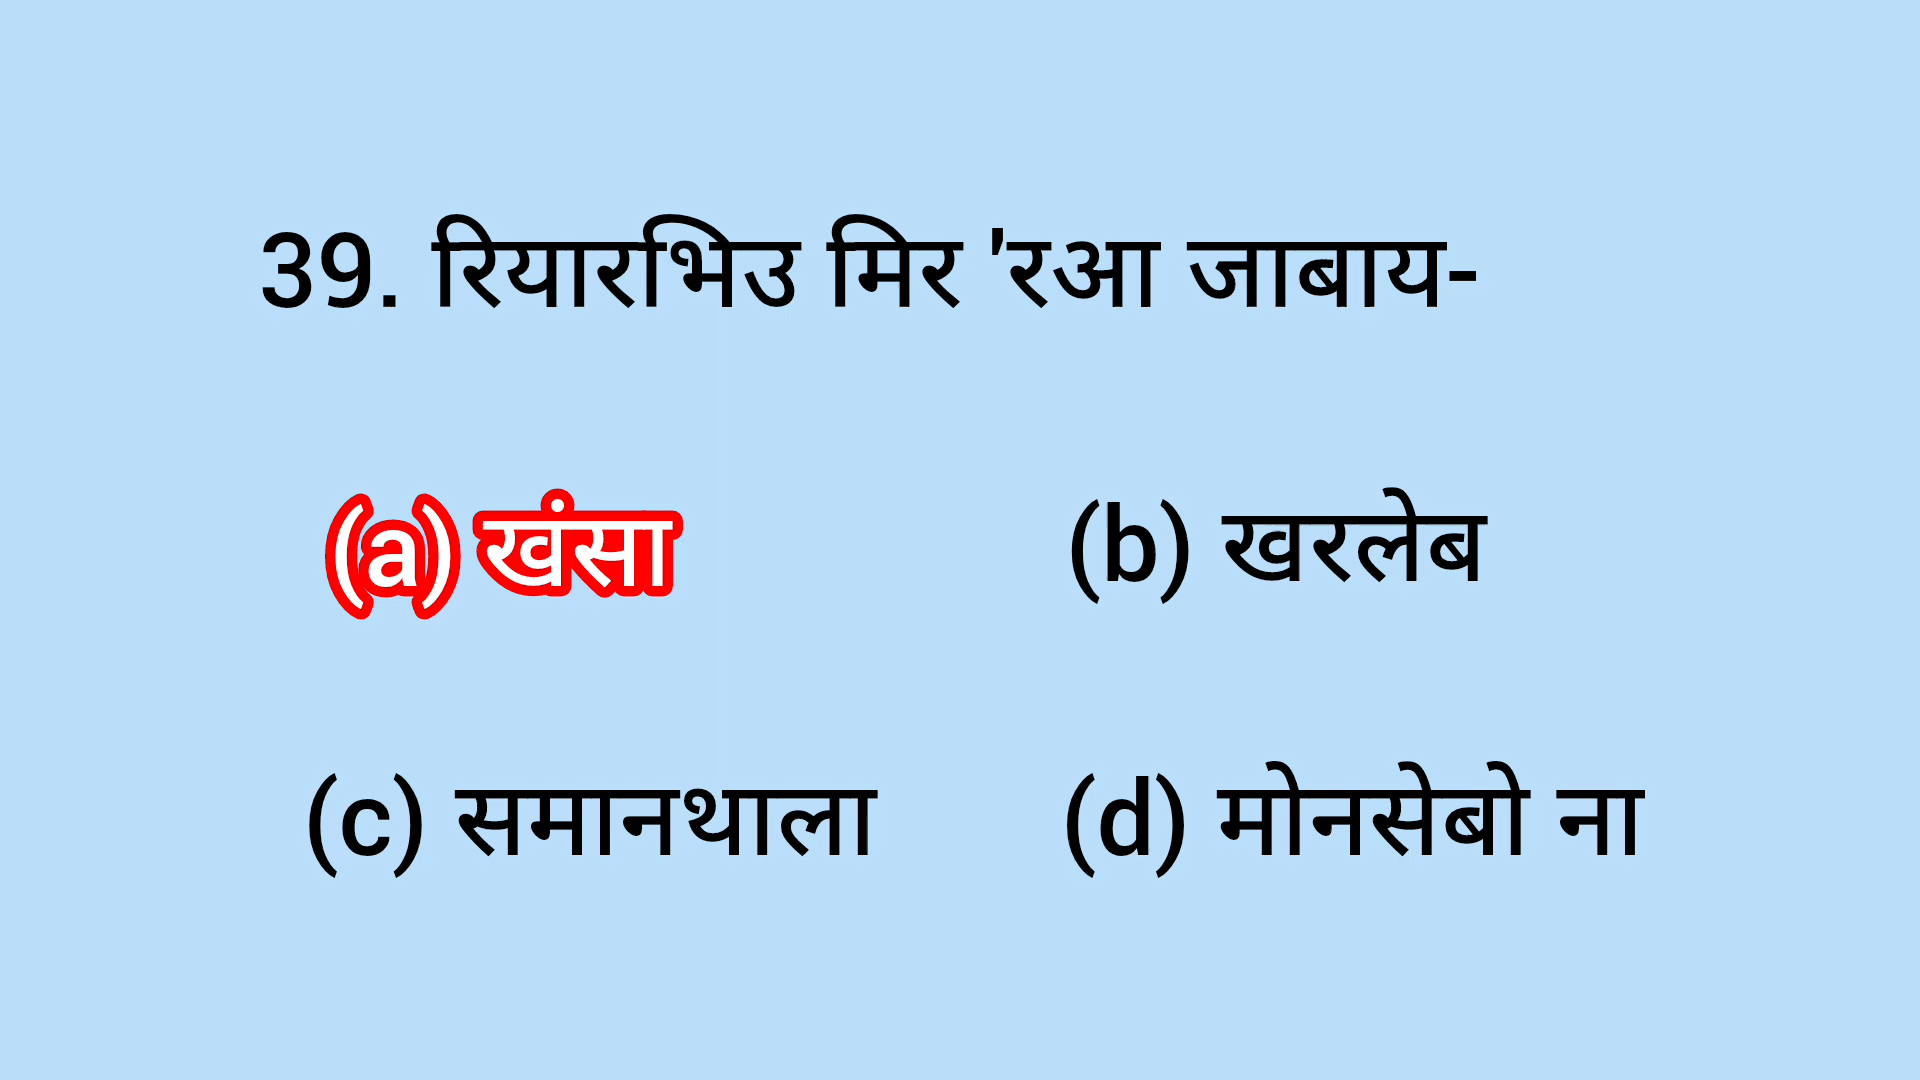 39. रियारभिउ मिर 'रआ जाबाय-
(a) खंसा (b) खरलेब
(c) समानथाला (d) मोनसेबो ना